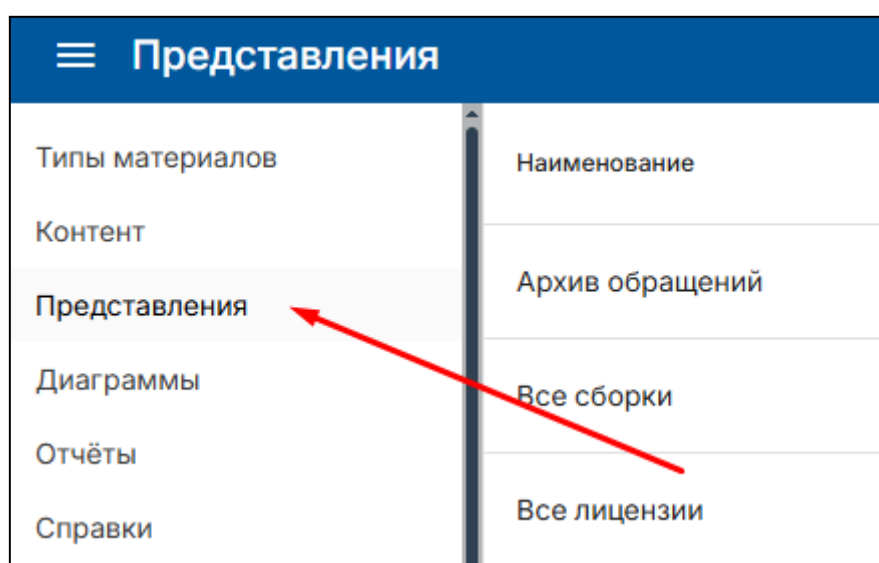 Представления
Типы материалов
Контент
Представления
Диаграммы
Отчёты
Справки
Наименование
Архив обращений
Все сборки
Все лицензии